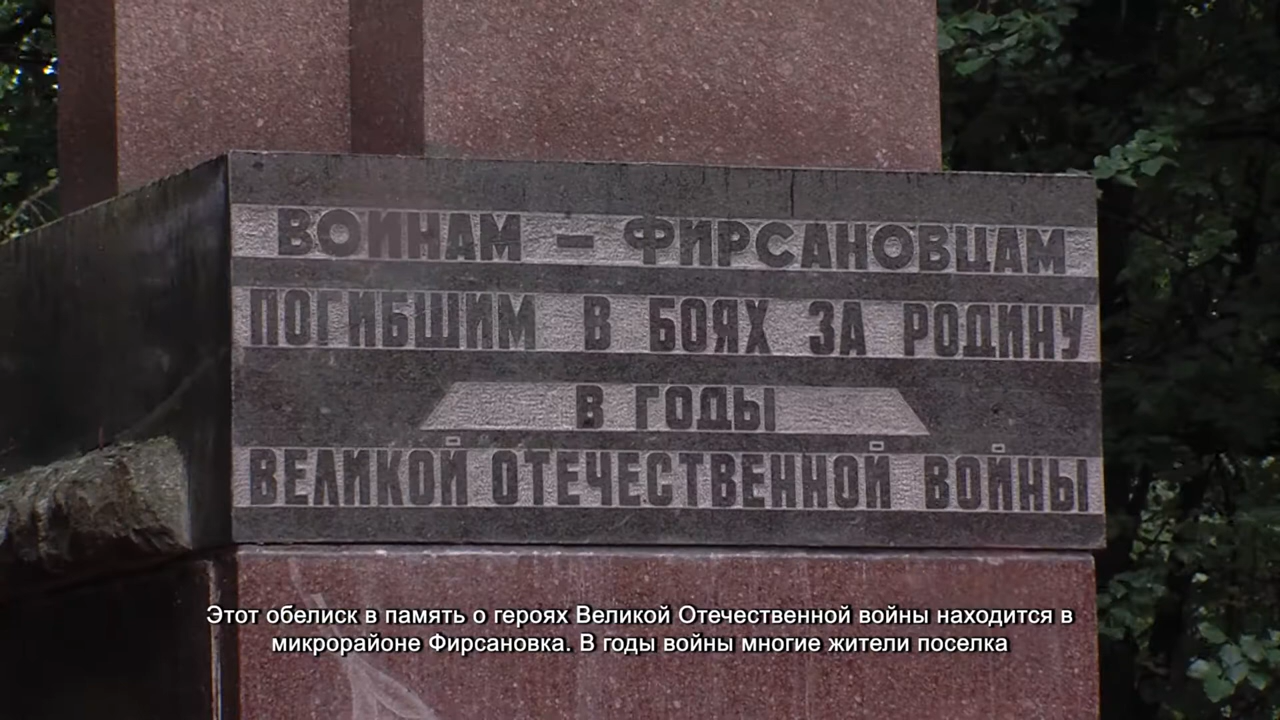 ВОИНАМ – ФИРСАНОВЦАМ
ПОГИБШИМ В БОЯХ ЗА РОДИНУ
В ГОДЫ
ВЕЛИКОЙ ОТЕЧЕСТВЕННОЙ ВОЙНЫ
Этот обелиск в память о героях Великой Отечественной войны находится в
микрорайоне Фирсановка. В годы войны многие жители поселка